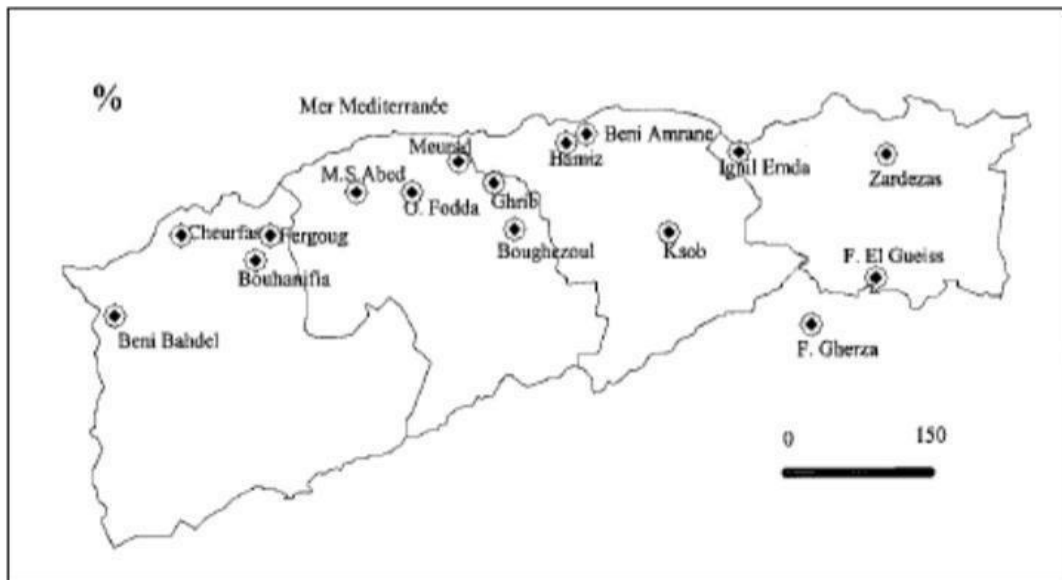 %
Mer Mediterranée
Beni Amrane
Hamiz
Meurad
Ignil Emda
Zardezas
M.S.Abed
O. Fodda
Ghrib
Cheurfas
Fergoug
Boughezoul
Ksob
F. El Gueiss
Bouhanifia
Beni Bahdel
F. Gherza
0 150